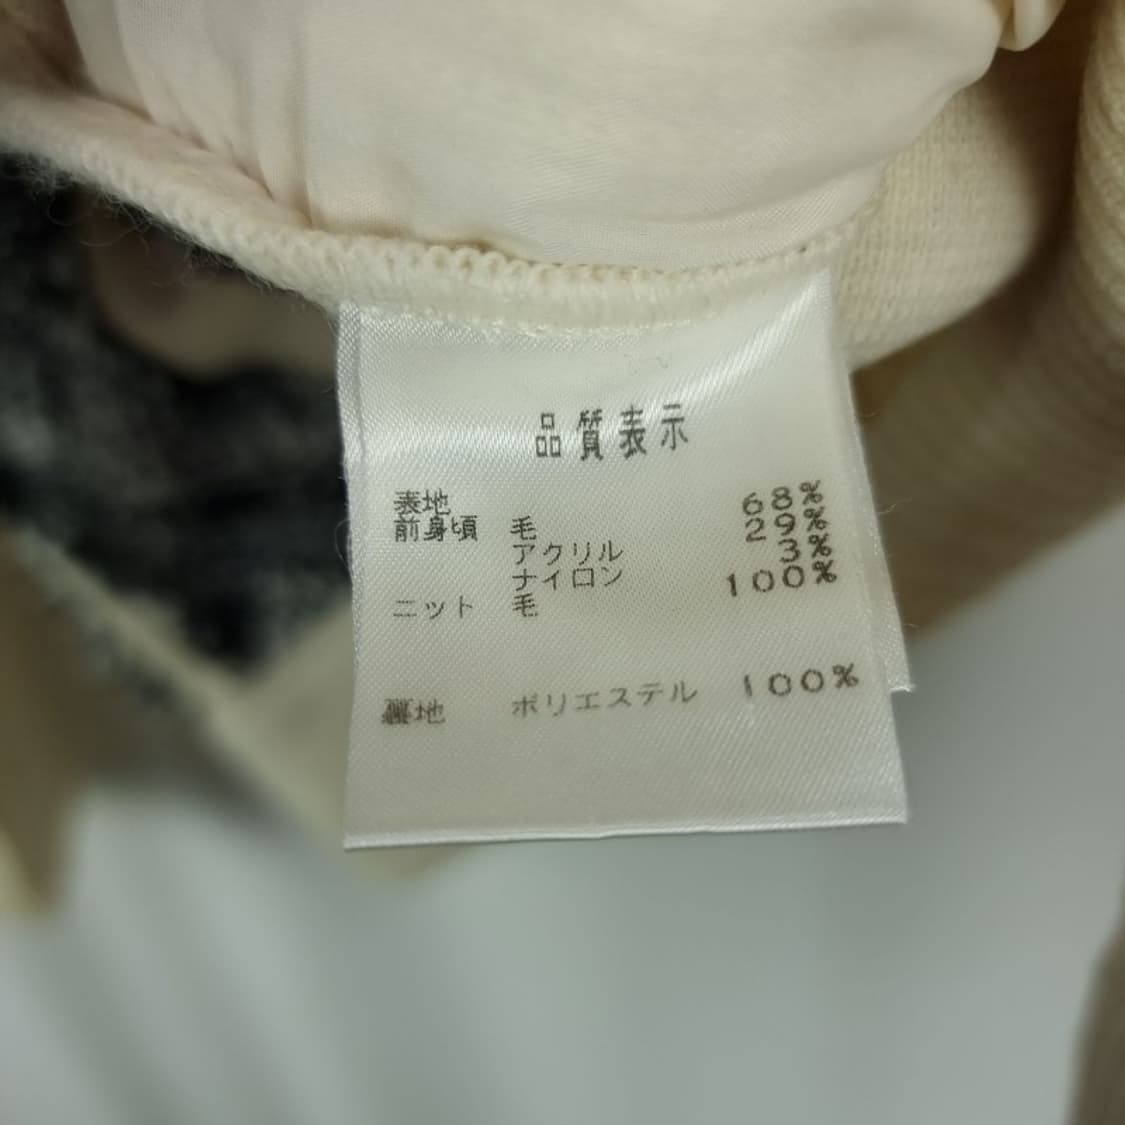 品質表示
表地
前身頃 毛 68%
アクリル 29%
ナイロン 3%
ニット 毛 100%
裏地 ポリエステル 100%